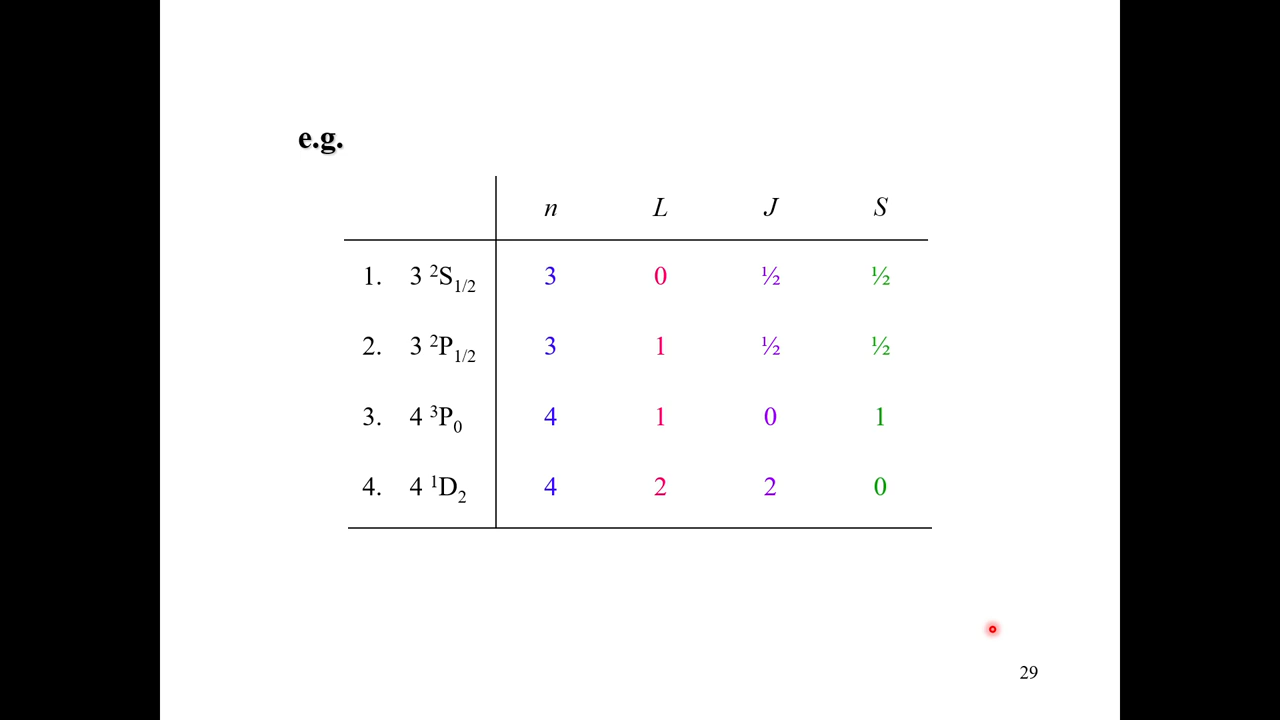 e.g.
n L J S
1. 3 ²S₁/₂ 3 0 ½ ½
2. 3 ²P₁/₂ 3 1 ½ ½
3. 4 ³P₀ 4 1 0 1
4. 4 ¹D₂ 4 2 2 0
29